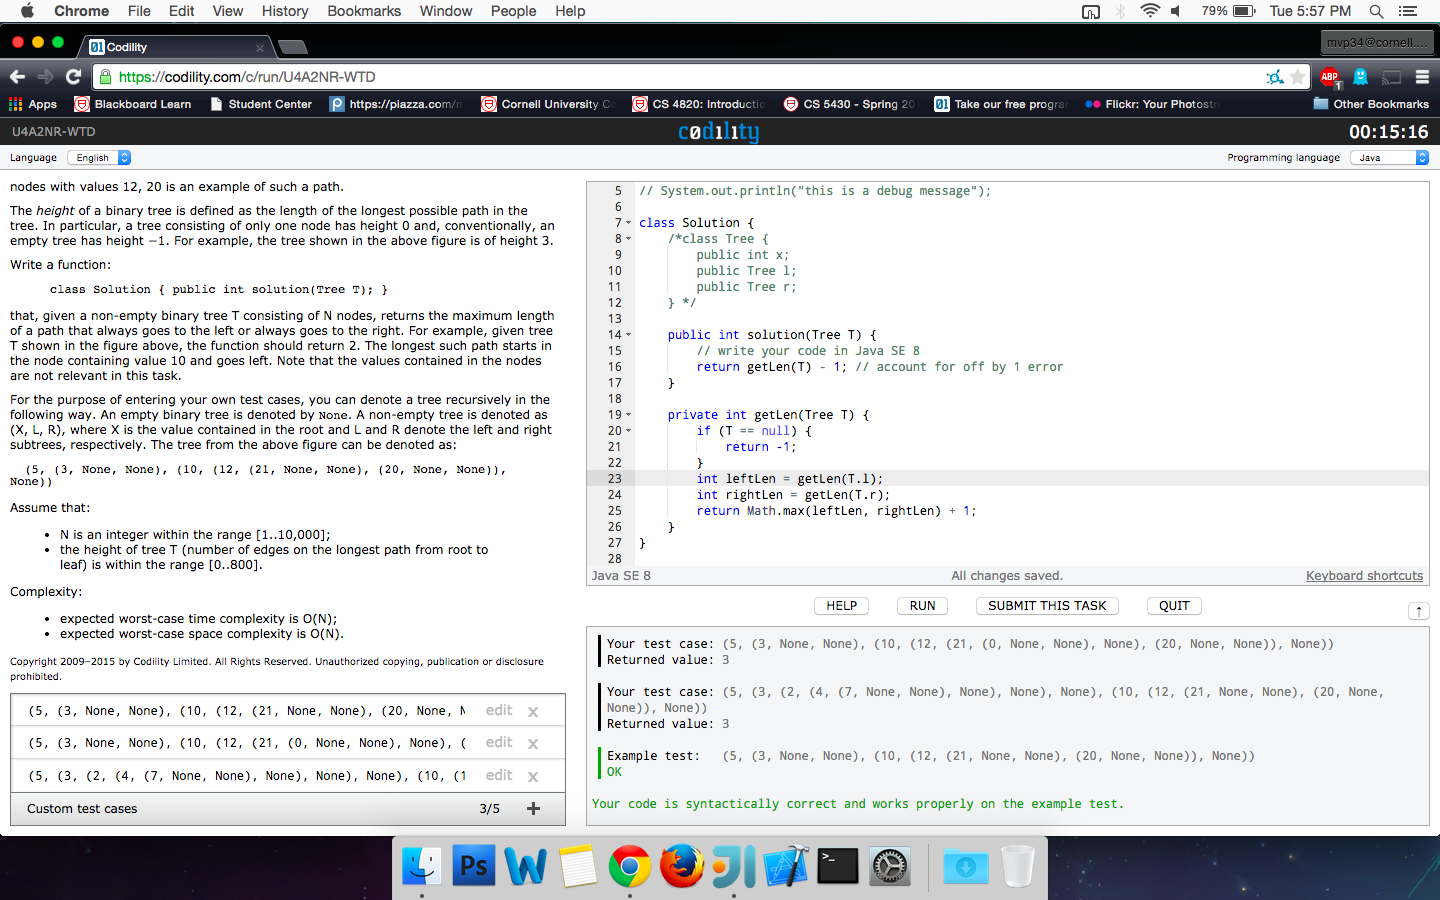 Chrome File Edit View History Bookmarks Window People Help 79% Tue 5:57 PM
01 Codility x mvp34@cornell....
https://codility.com/c/run/U4A2NR-WTD ABP 1
Apps Blackboard Learn Student Center P https://piazza.com/ Cornell University C CS 4820: Introductio CS 5430 - Spring 20 01 Take our free progra Flickr: Your Photost Other Bookmarks
U4A2NR-WTD codility 00:15:16
Language English Programming language Java
nodes with values 12, 20 is an example of such a path.
The height of a binary tree is defined as the length of the longest possible path in the
tree. In particular, a tree consisting of only one node has height 0 and, conventionally, an
empty tree has height −1. For example, the tree shown in the above figure is of height 3.
Write a function:
class Solution { public int solution(Tree T); }
that, given a non-empty binary tree T consisting of N nodes, returns the maximum length
of a path that always goes to the left or always goes to the right. For example, given tree
T shown in the figure above, the function should return 2. The longest such path starts in
the node containing value 10 and goes left. Note that the values contained in the nodes
are not relevant in this task.
For the purpose of entering your own test cases, you can denote a tree recursively in the
following way. An empty binary tree is denoted by None. A non-empty tree is denoted as
(X, L, R), where X is the value contained in the root and L and R denote the left and right
subtrees, respectively. The tree from the above figure can be denoted as:
(5, (3, None, None), (10, (12, (21, None, None), (20, None, None)),
None))
Assume that:
• N is an integer within the range [1..10,000];
• the height of tree T (number of edges on the longest path from root to
leaf) is within the range [0..800].
Complexity:
• expected worst-case time complexity is O(N);
• expected worst-case space complexity is O(N).
Copyright 2009–2015 by Codility Limited. All Rights Reserved. Unauthorized copying, publication or disclosure
prohibited.
(5, (3, None, None), (10, (12, (21, None, None), (20, None, N edit x
(5, (3, None, None), (10, (12, (21, (0, None, None), None), ( edit x
(5, (3, (2, (4, (7, None, None), None), None), None), (10, (1 edit x
Custom test cases 3/5 +
5 // System.out.println("this is a debug message");
6
7 class Solution {
8 /*class Tree {
9 public int x;
10 public Tree l;
11 public Tree r;
12 } */
13
14 public int solution(Tree T) {
15 // write your code in Java SE 8
16 return getLen(T) - 1; // account for off by 1 error
17 }
18
19 private int getLen(Tree T) {
20 if (T == null) {
21 return -1;
22 }
23 int leftLen = getLen(T.l);
24 int rightLen = getLen(T.r);
25 return Math.max(leftLen, rightLen) + 1;
26 }
27 }
28
Java SE 8 All changes saved. Keyboard shortcuts
HELP RUN SUBMIT THIS TASK QUIT ↑
Your test case: (5, (3, None, None), (10, (12, (21, (0, None, None), None), (20, None, None)), None))
Returned value: 3
Your test case: (5, (3, (2, (4, (7, None, None), None), None), None), (10, (12, (21, None, None), (20, None,
None)), None))
Returned value: 3
Example test: (5, (3, None, None), (10, (12, (21, None, None), (20, None, None)), None))
OK
Your code is syntactically correct and works properly on the example test.
Ps W JI >_